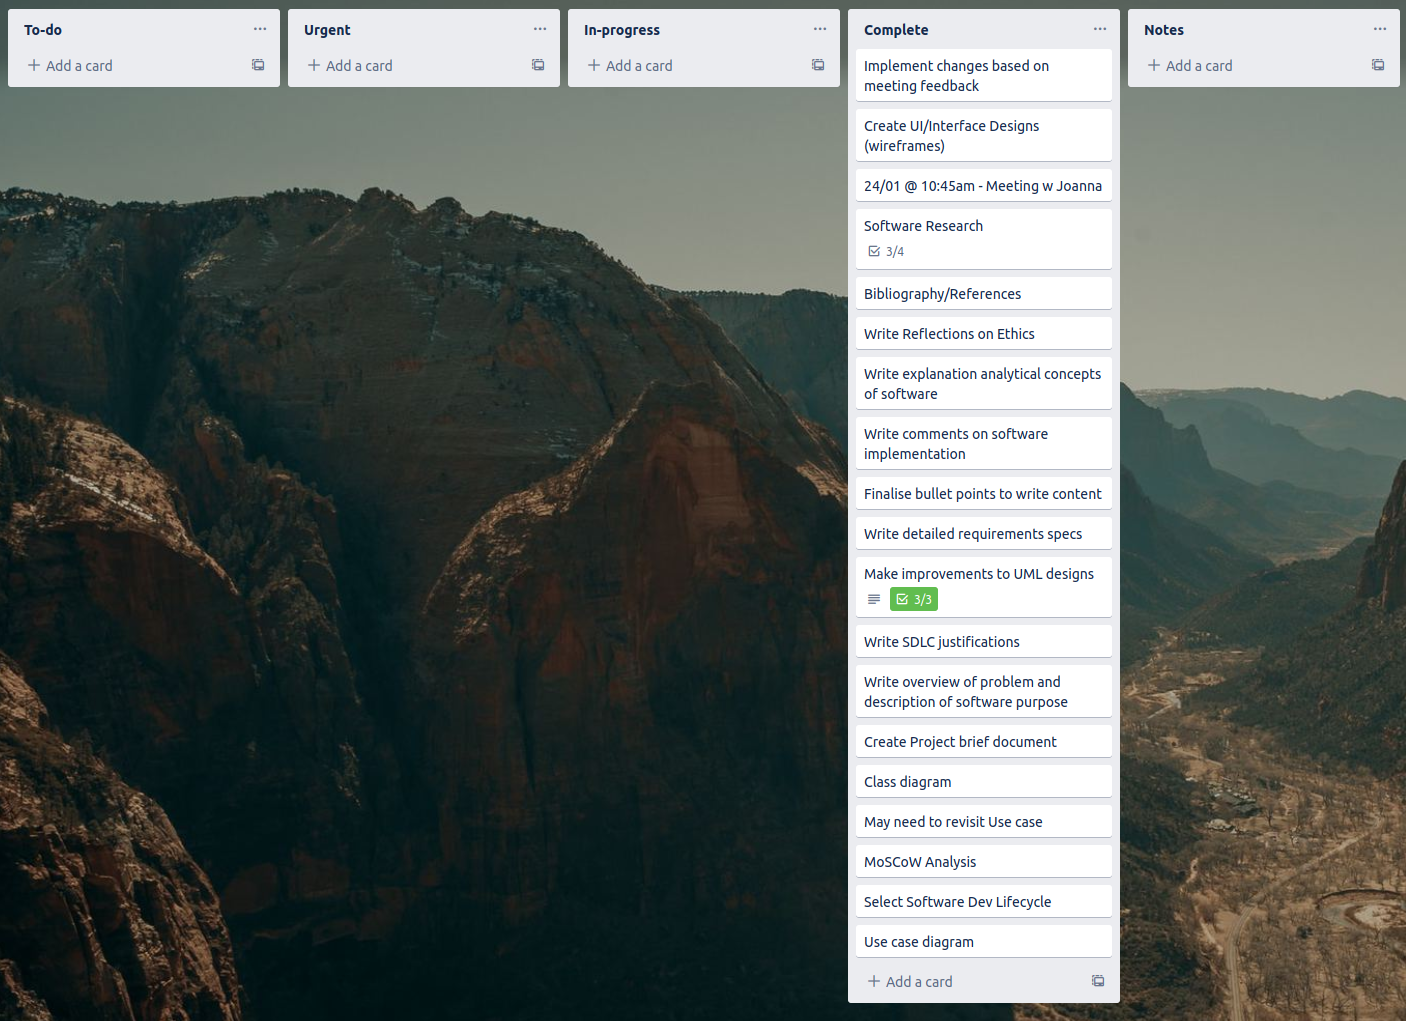 To-do
Add a card
Urgent
Add a card
In-progress
Add a card
Complete
Implement changes based on
meeting feedback
Create UI/Interface Designs
(wireframes)
24/01 @ 10:45am - Meeting w Joanna
Software Research
3/4
Bibliography/References
Write Reflections on Ethics
Write explanation analytical concepts
of software
Write comments on software
implementation
Finalise bullet points to write content
Write detailed requirements specs
Make improvements to UML designs
3/3
Write SDLC justifications
Write overview of problem and
description of software purpose
Create Project brief document
Class diagram
May need to revisit Use case
MoSCoW Analysis
Select Software Dev Lifecycle
Use case diagram
Add a card
Notes
Add a card